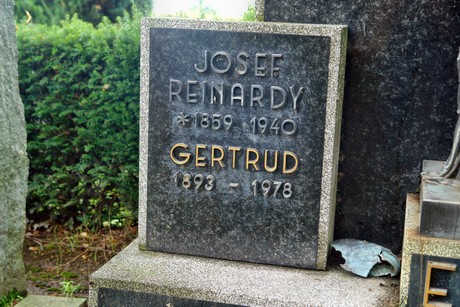 JOSEF
REINARDY
*1859 1940
GERTRUD
1893 - 1978
E